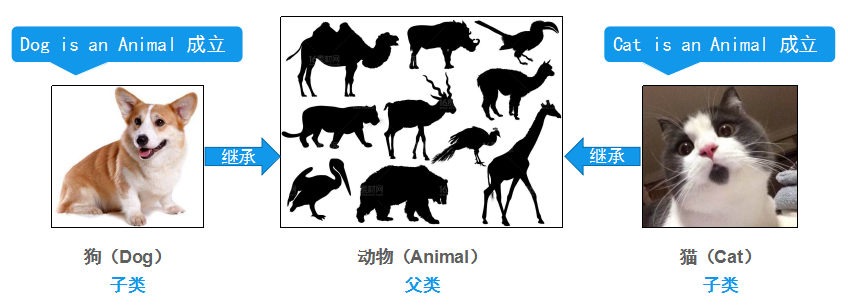 Dog is an Animal 成立
Cat is an Animal 成立
继承
继承
狗（Dog）
动物（Animal）
猫（Cat）
子类
父类
子类